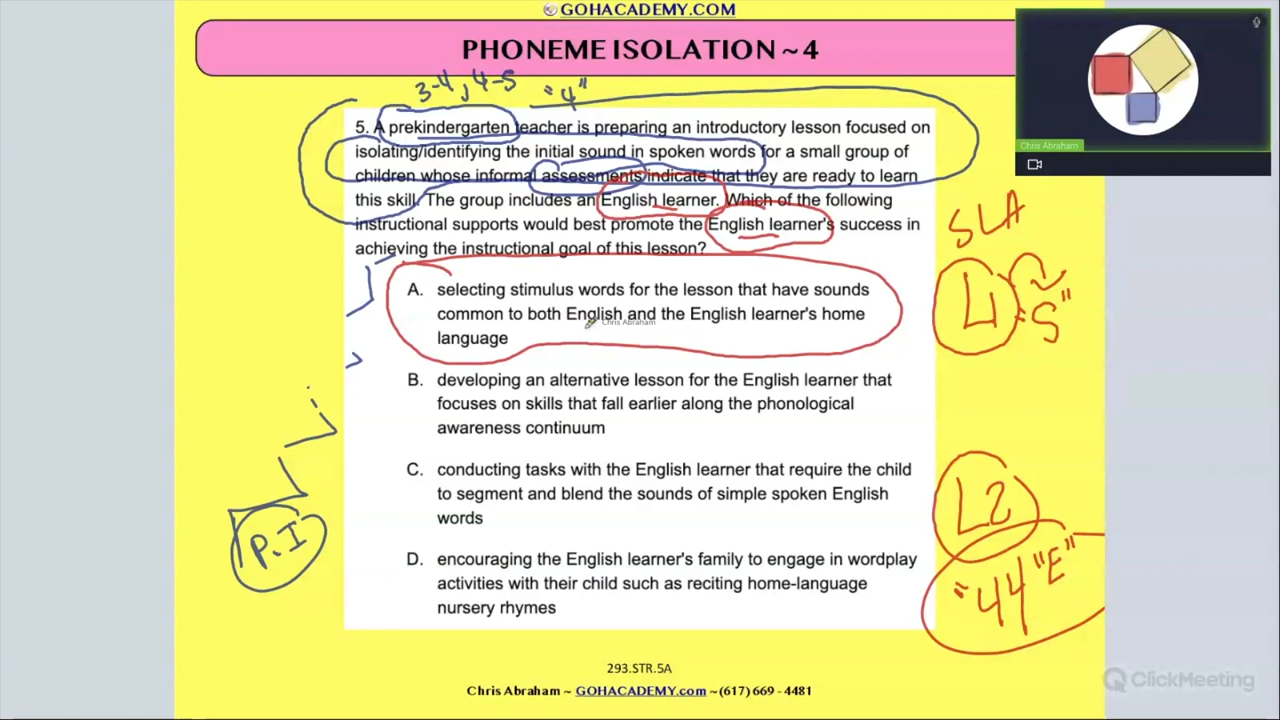 GOHACADEMY.COM
PHONEME ISOLATION ~ 4
3-4, 4-5 "4"
5. A prekindergarten teacher is preparing an introductory lesson focused on
isolating/identifying the initial sound in spoken words for a small group of
children whose informal assessments indicate that they are ready to learn
this skill. The group includes an English learner. Which of the following
instructional supports would best promote the English learner's success in
achieving the instructional goal of this lesson?
A. selecting stimulus words for the lesson that have sounds
common to both English and the English learner's home
language
B. developing an alternative lesson for the English learner that
focuses on skills that fall earlier along the phonological
awareness continuum
C. conducting tasks with the English learner that require the child
to segment and blend the sounds of simple spoken English
words
D. encouraging the English learner's family to engage in wordplay
activities with their child such as reciting home-language
nursery rhymes
Chris Abraham
SLA
L1
"S"
L2
"44 "E"
P.I
293.STR.5A
Chris Abraham ~ GOHACADEMY.com ~(617) 669 - 4481
Chris Abraham
ClickMeeting